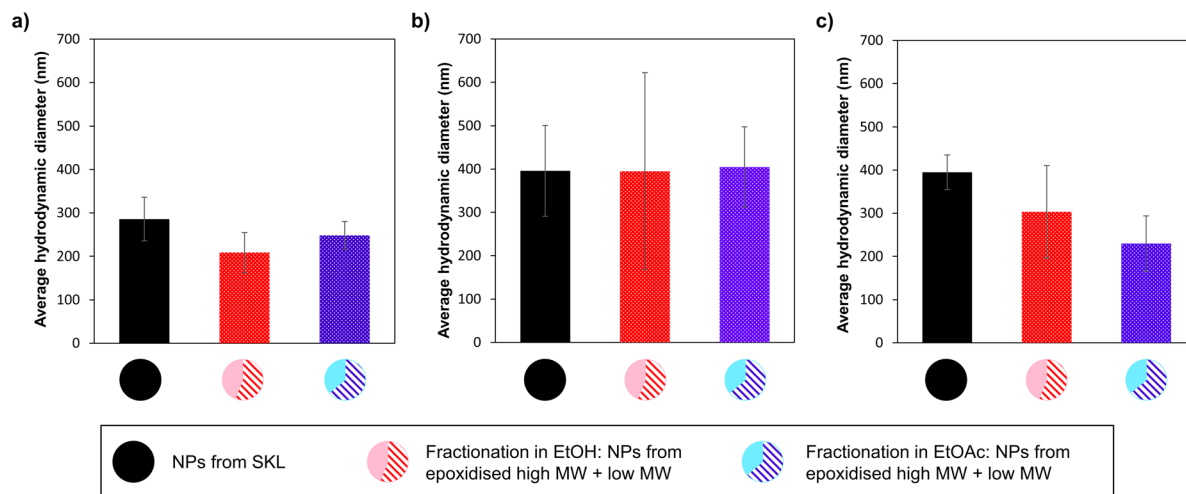 a)
Average hydrodynamic diameter (nm)
700
600
500
400
300
200
100
0
b)
Average hydrodynamic diameter (nm)
700
600
500
400
300
200
100
0
c)
Average hydrodynamic diameter (nm)
700
600
500
400
300
200
100
0
NPs from SKL
Fractionation in EtOH: NPs from
epoxidised high MW + low MW
Fractionation in EtOAc: NPs from
epoxidised high MW + low MW